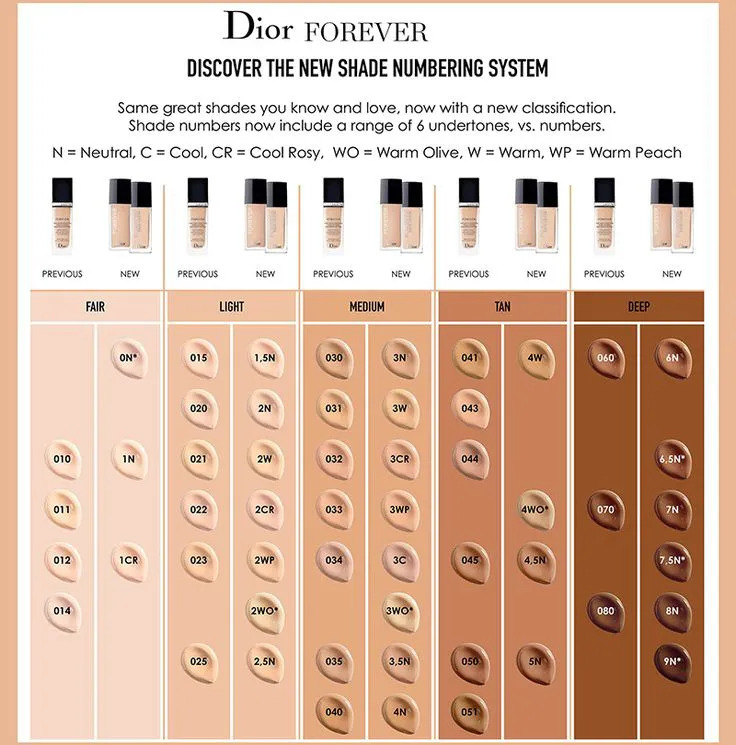 Dior FOREVER
DISCOVER THE NEW SHADE NUMBERING SYSTEM
Same great shades you know and love, now with a new classification.
Shade numbers now include a range of 6 undertones, vs. numbers.
N = Neutral, C = Cool, CR = Cool Rosy, WO = Warm Olive, W = Warm, WP = Warm Peach
PREVIOUS NEW PREVIOUS NEW PREVIOUS NEW PREVIOUS NEW PREVIOUS NEW
FAIR LIGHT MEDIUM TAN DEEP
0N* 015 1,5N 030 3N 041 4W 060 6N
020 2N 031 3W 043
010 1N 021 2W 032 3CR 044 6,5N*
011 022 2CR 033 3WP 4WO* 070 7N
012 1CR 023 2WP 034 3C 045 4,5N 7,5N*
014 2WO* 3WO* 080 8N
025 2,5N 035 3,5N 050 5N 9N*
040 4N 051